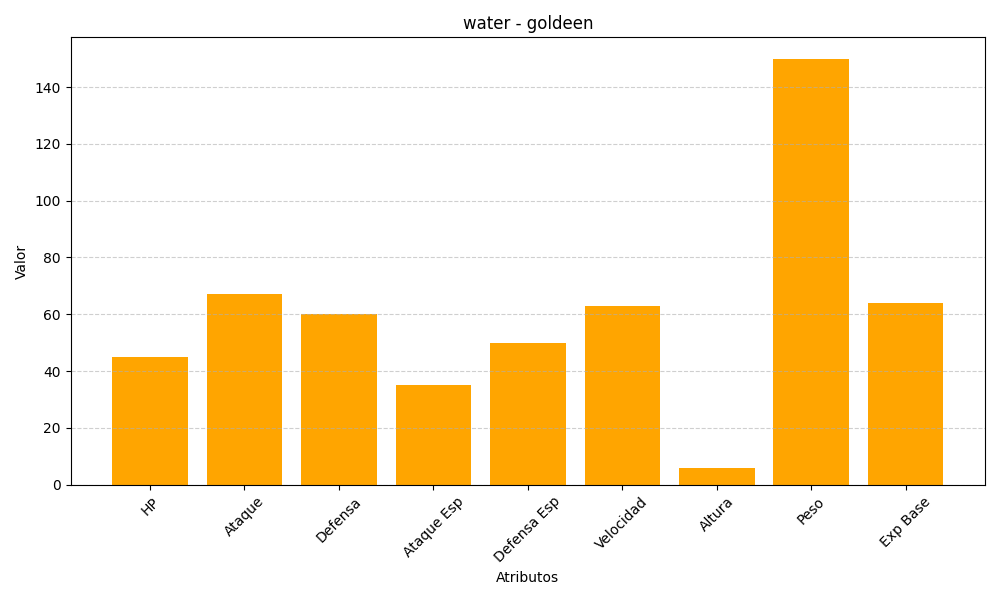 water - goldeen
Valor
140
120
100
80
60
40
20
0
HP
Ataque
Defensa
Ataque Esp
Defensa Esp
Velocidad
Altura
Peso
Exp Base
Atributos